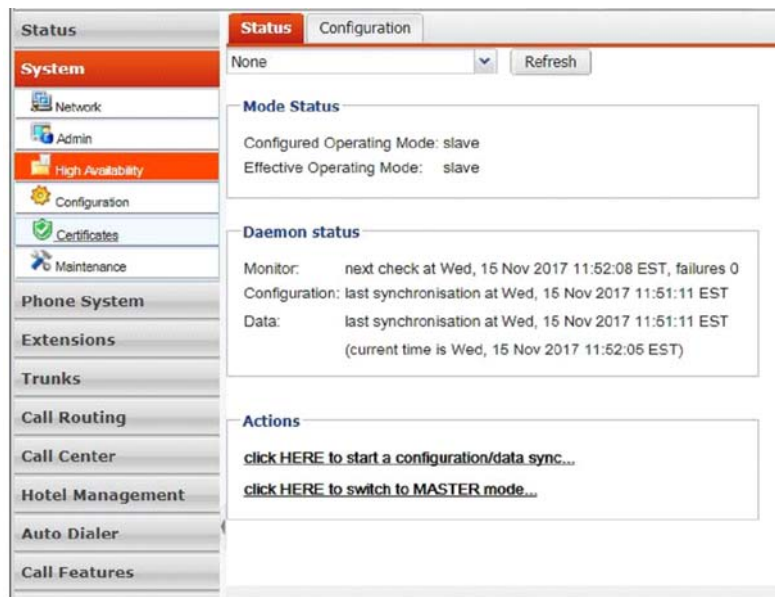 Status
System
Network
Admin
High Availability
Configuration
Certificates
Maintenance
Phone System
Extensions
Trunks
Call Routing
Call Center
Hotel Management
Auto Dialer
Call Features
Status Configuration
None Refresh
Mode Status
Configured Operating Mode: slave
Effective Operating Mode: slave
Daemon status
Monitor: next check at Wed, 15 Nov 2017 11:52:08 EST, failures 0
Configuration: last synchronisation at Wed, 15 Nov 2017 11:51:11 EST
Data: last synchronisation at Wed, 15 Nov 2017 11:51:11 EST
(current time is Wed, 15 Nov 2017 11:52:05 EST)
Actions
click HERE to start a configuration/data sync...
click HERE to switch to MASTER mode...